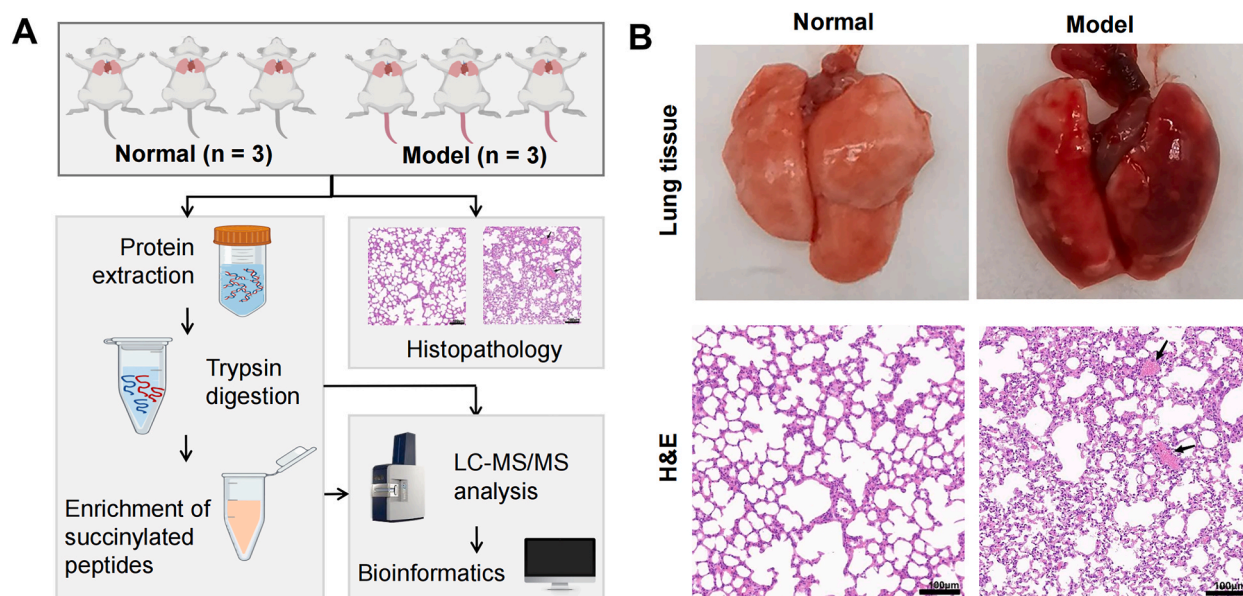 A
Normal (n = 3)
Model (n = 3)
Protein
extraction
Trypsin
digestion
Enrichment of
succinylated
peptides
Histopathology
LC-MS/MS
analysis
Bioinformatics
B
Normal
Model
Lung tissue
H&E
100μm
100μm